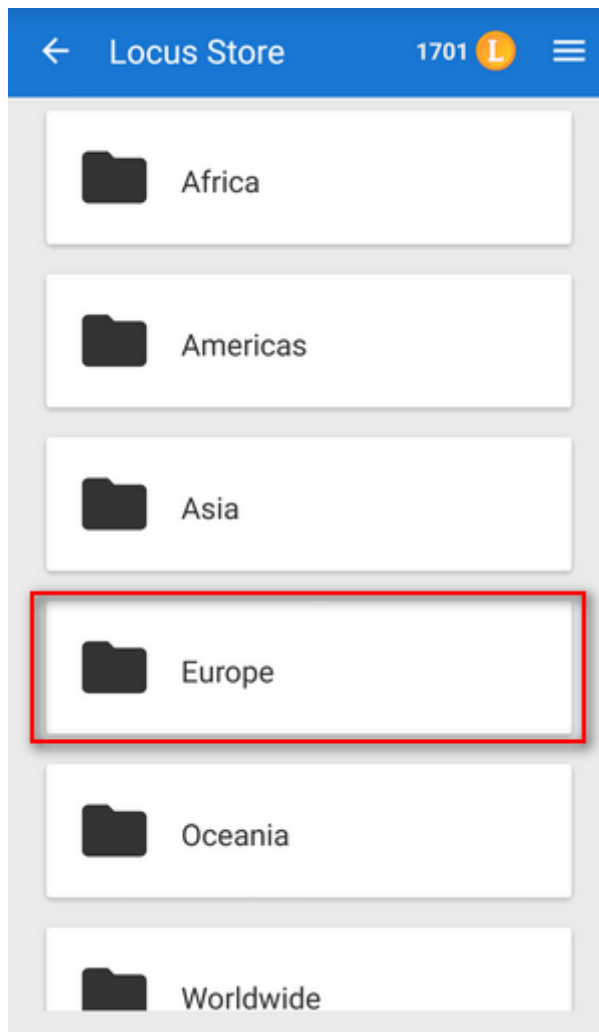 Locus Store 1701 L
Africa
Americas
Asia
Europe
Oceania
Worldwide